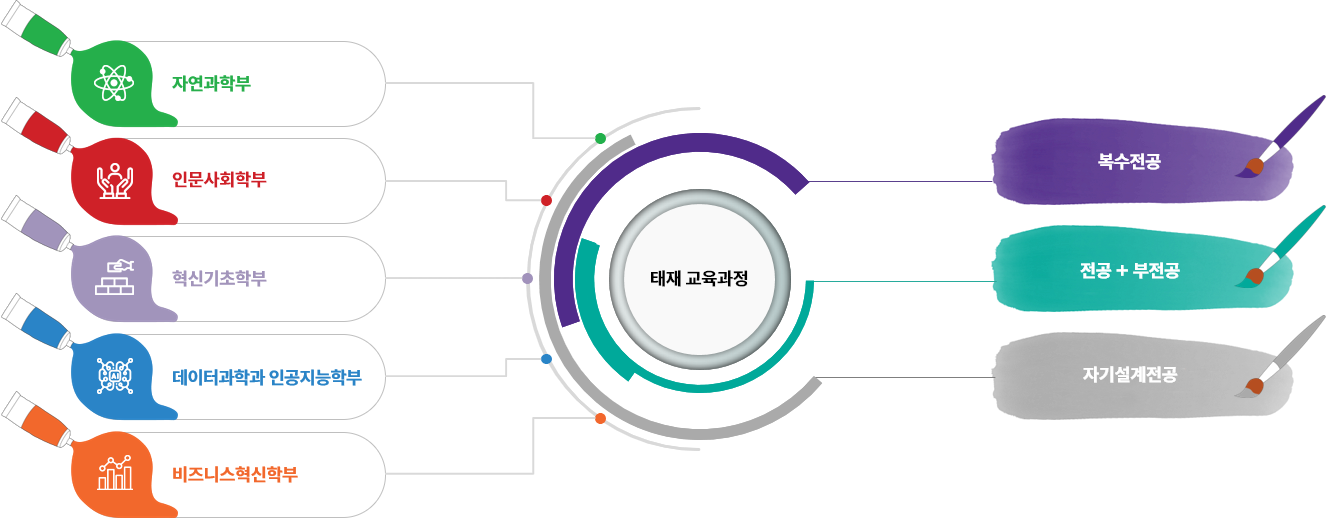 자연과학부
인문사회학부
혁신기초학부
데이터과학과 인공지능학부
비즈니스혁신학부
태재 교육과정
복수전공
전공 + 부전공
자기설계전공
AI